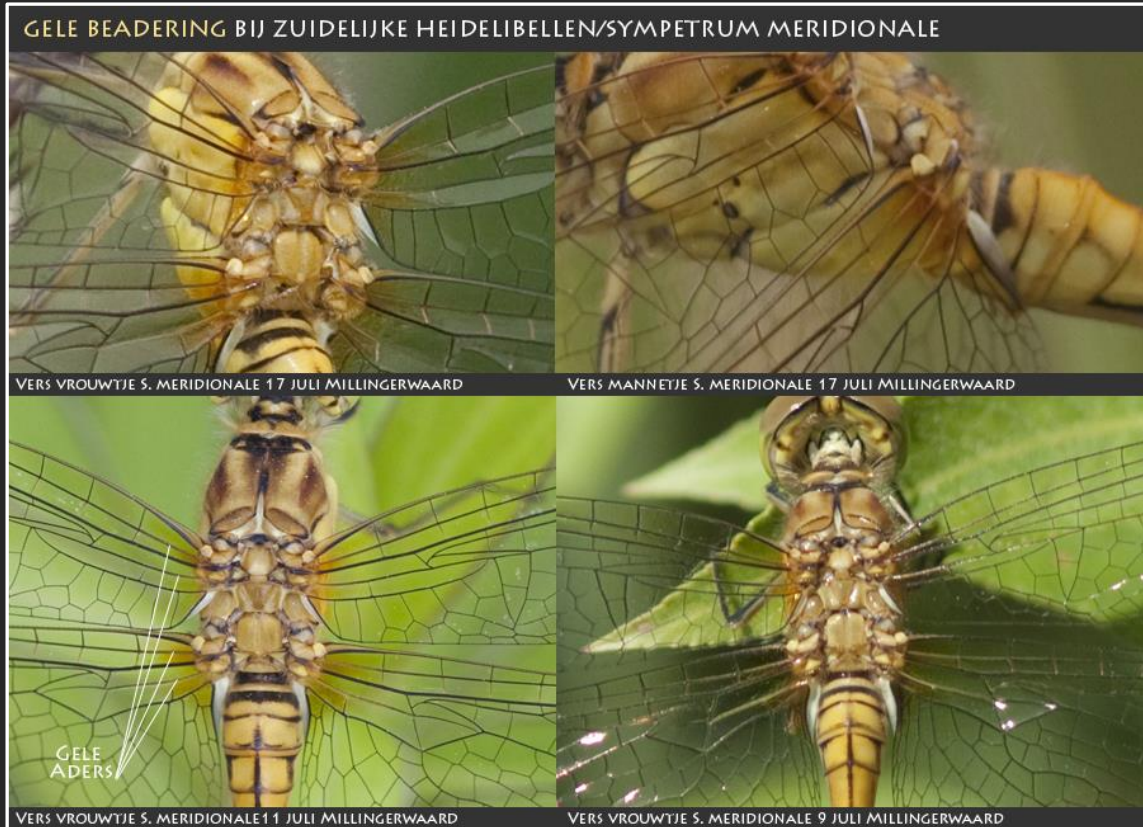 GELE BEADERING BIJ ZUIDELIJKE HEIDELIBELLEN/SYMPETRUM MERIDIONALE
VERS VROUWTJE S. MERIDIONALE 17 JULI MILLINGERWAARD
VERS MANNETJE S. MERIDIONALE 17 JULI MILLINGERWAARD
GELE
ADERS
VERS VROUWTJE S. MERIDIONALE11 JULI MILLINGERWAARD
VERS VROUWTJE S. MERIDIONALE 9 JULI MILLINGERWAARD